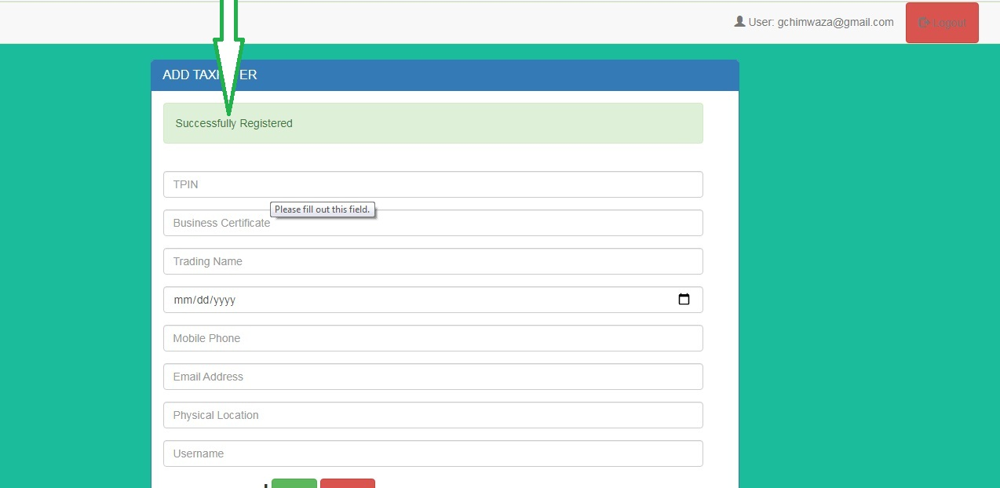 User: gchimwaza@gmail.com
Logout
ADD TAX ER
Successfully Registered
TPIN
Please fill out this field.
Business Certificate
Trading Name
mm/dd/yyyy
Mobile Phone
Email Address
Physical Location
Username